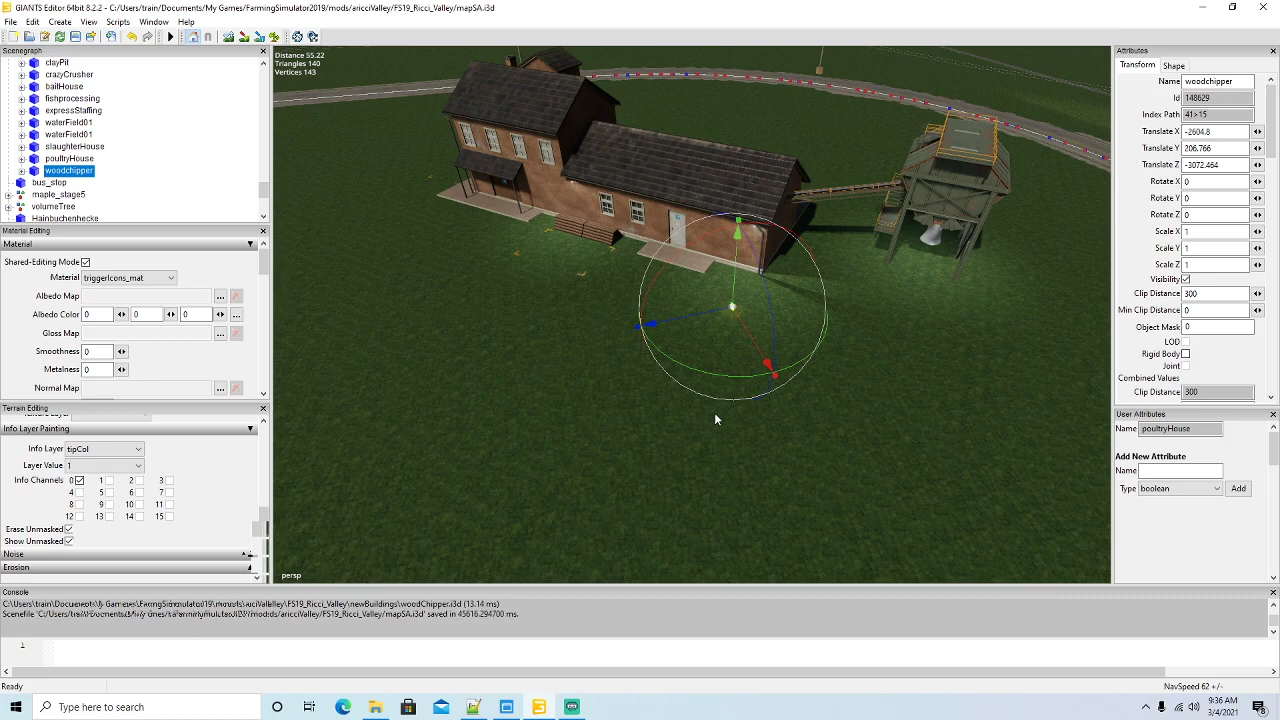 GIANTS Editor 64bit 8.2.2 - C:/Users/train/Documents/My Games/FarmingSimulator2019/mods/aricciValley/FS19_Ricci_Valley/mapSA.i3d
File Edit Create View Scripts Window Help
Scenegraph
clayPit
crazyCrusher
bailHouse
fishprocessing
expressStaffing
waterField01
waterField01
slaughterHouse
poultryHouse
woodchipper
bus_stop
maple_stage5
volumeTree
Hainbuchenhecke
Material Editing
Material
Shared-Editing Mode
Material triggerIcons_mat
Albedo Map ...
Albedo Color 0 0 0 ...
Gloss Map ...
Smoothness 0
Metalness 0
Normal Map ...
Terrain Editing
Info Layer Painting
Info Layer tipCol
Layer Value 1
Info Channels 0 1 2 3
4 5 6 7
8 9 10 11
12 13 14 15
Erase Unmasked
Show Unmasked
Noise
Erosion
Distance 55.22
Triangles 140
Vertices 143
persp
Attributes
Transform Shape
Name woodchipper
Id 148629
Index Path 41>15
Translate X -2604.8
Translate Y 206.766
Translate Z -3072.464
Rotate X 0
Rotate Y 0
Rotate Z 0
Scale X 1
Scale Y 1
Scale Z 1
Visibility
Clip Distance 300
Min Clip Distance 0
Object Mask 0
LOD
Rigid Body
Joint
Combined Values
Clip Distance 300
User Attributes
Name poultryHouse
Add New Attribute
Name
Type boolean Add
Console
1
Ready
NavSpeed 62 +/-
Type here to search
9:36 AM
3/4/2021